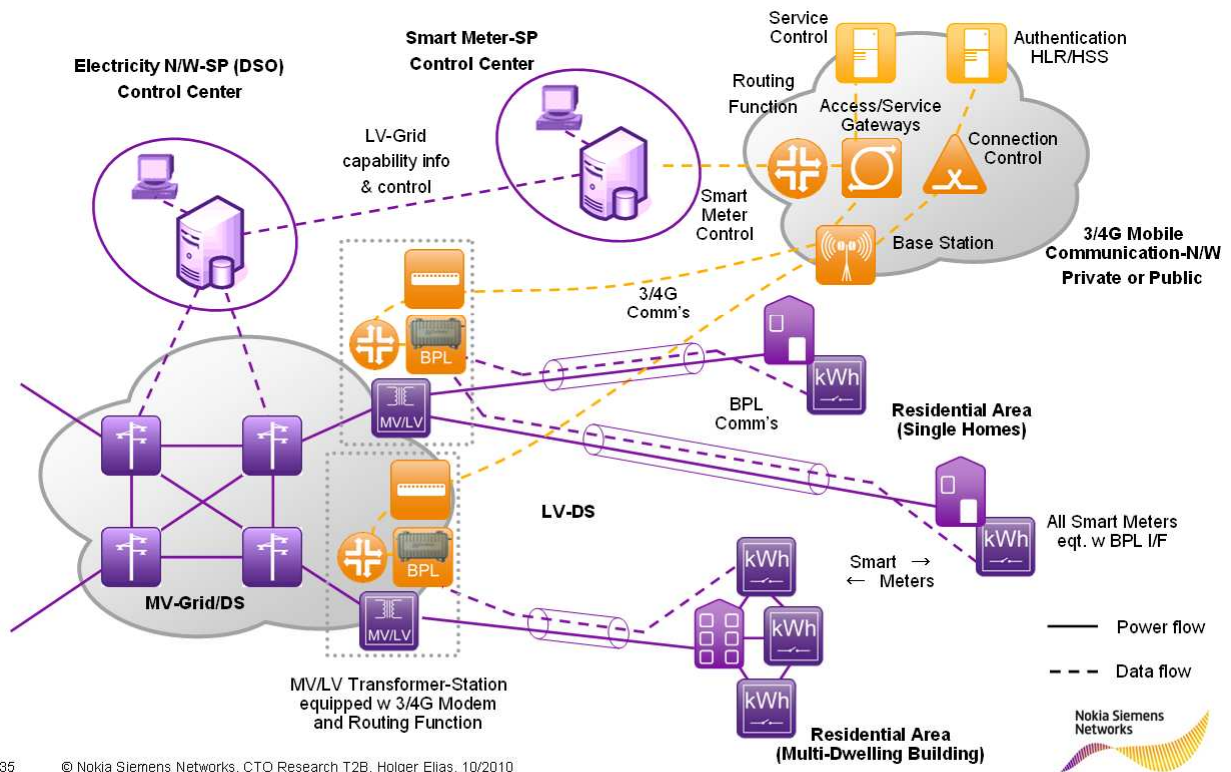 Service
Control
Authentication
HLR/HSS
Smart Meter-SP
Control Center
Electricity N/W-SP (DSO)
Control Center
Routing
Function
Access/Service
Gateways
LV-Grid
capability info
& control
Connection
Control
Smart
Meter
Control
Base Station
3/4G Mobile
Communication-N/W
Private or Public
3/4G
Comm's
BPL
MV/LV
kWh
BPL
Comm's
Residential Area
(Single Homes)
LV-DS
kWh
All Smart Meters
eqt. w BPL I/F
BPL
kWh
Smart →
← Meters
MV-Grid/DS
MV/LV
kWh
Power flow
Data flow
MV/LV Transformer-Station
equipped w 3/4G Modem
and Routing Function
kWh
Residential Area
(Multi-Dwelling Building)
Nokia Siemens
Networks
35 © Nokia Siemens Networks, CTO Research T2B, Holger Elias, 10/2010